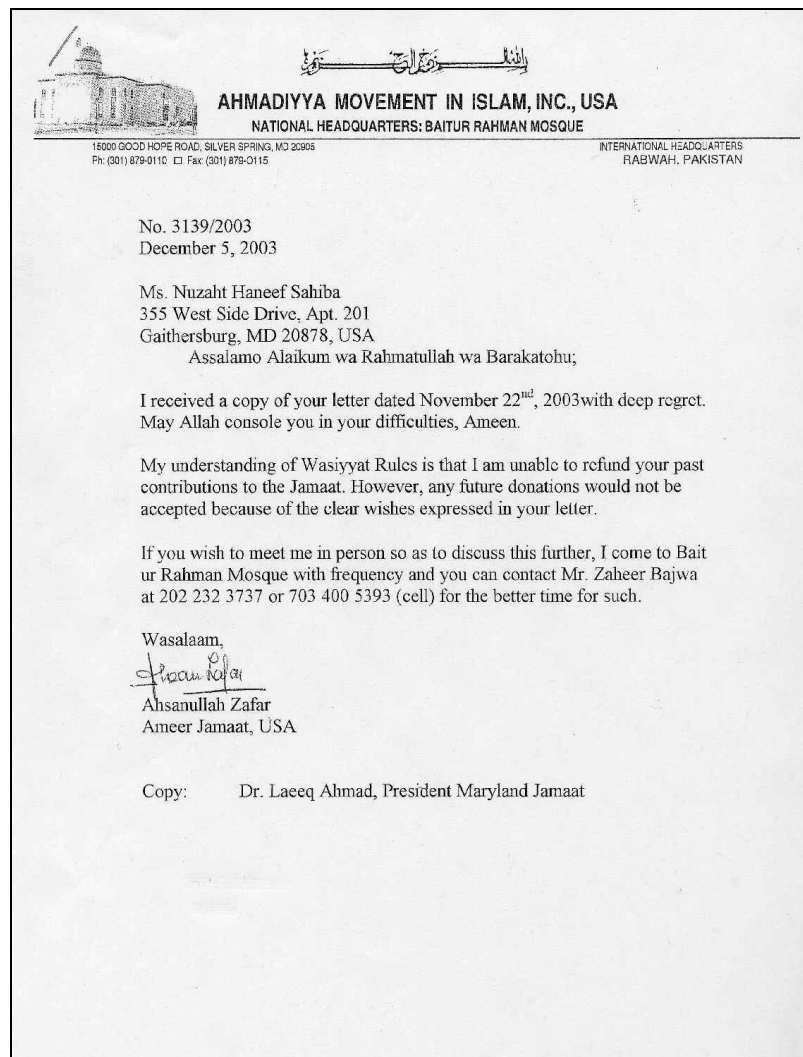 بسم الله الرحمن الرحيم
AHMADIYYA MOVEMENT IN ISLAM, INC., USA
NATIONAL HEADQUARTERS: BAITUR RAHMAN MOSQUE
15000 GOOD HOPE ROAD, SILVER SPRING, MD 20905
INTERNATIONAL HEADQUARTERS
Ph: (301) 879-0110 □ Fax: (301) 879-0115
RABWAH, PAKISTAN
No. 3139/2003
December 5, 2003
Ms. Nuzaht Haneef Sahiba
355 West Side Drive, Apt. 201
Gaithersburg, MD 20878, USA
Assalamo Alaikum wa Rahmatullah wa Barakatohu;
I received a copy of your letter dated November 22nd, 2003with deep regret.
May Allah console you in your difficulties, Ameen.
My understanding of Wasiyyat Rules is that I am unable to refund your past
contributions to the Jamaat. However, any future donations would not be
accepted because of the clear wishes expressed in your letter.
If you wish to meet me in person so as to discuss this further, I come to Bait
ur Rahman Mosque with frequency and you can contact Mr. Zaheer Bajwa
at 202 232 3737 or 703 400 5393 (cell) for the better time for such.
Wasalaam,
Ahsanullah Zafar
Ameer Jamaat, USA
Copy: Dr. Laeeq Ahmad, President Maryland Jamaat